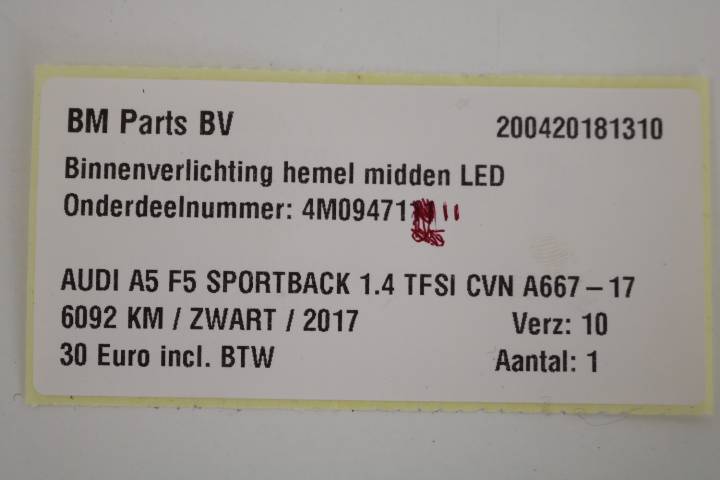 BM Parts BV 200420181310
Binnenverlichting hemel midden LED
Onderdeelnummer:
AUDI A5 F5 SPORTBACK 1.4 TFSI CVN A667-17
6092 KM / ZWART / 2017 Verz: 10
30 Euro incl. BTW Aantal: 1